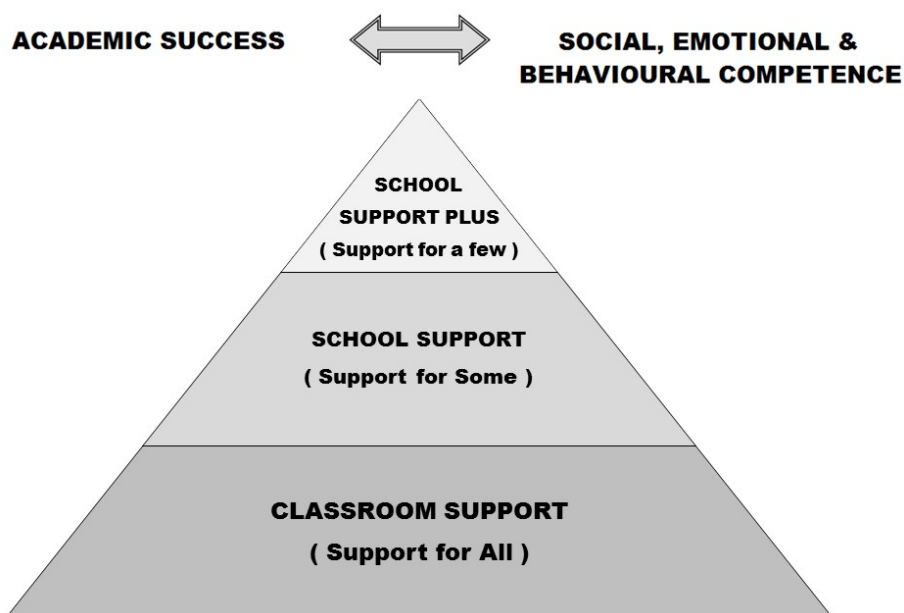 ACADEMIC SUCCESS
SOCIAL, EMOTIONAL &
BEHAVIOURAL COMPETENCE
SCHOOL
SUPPORT PLUS
( Support for a few )
SCHOOL SUPPORT
( Support for Some )
CLASSROOM SUPPORT
( Support for All )